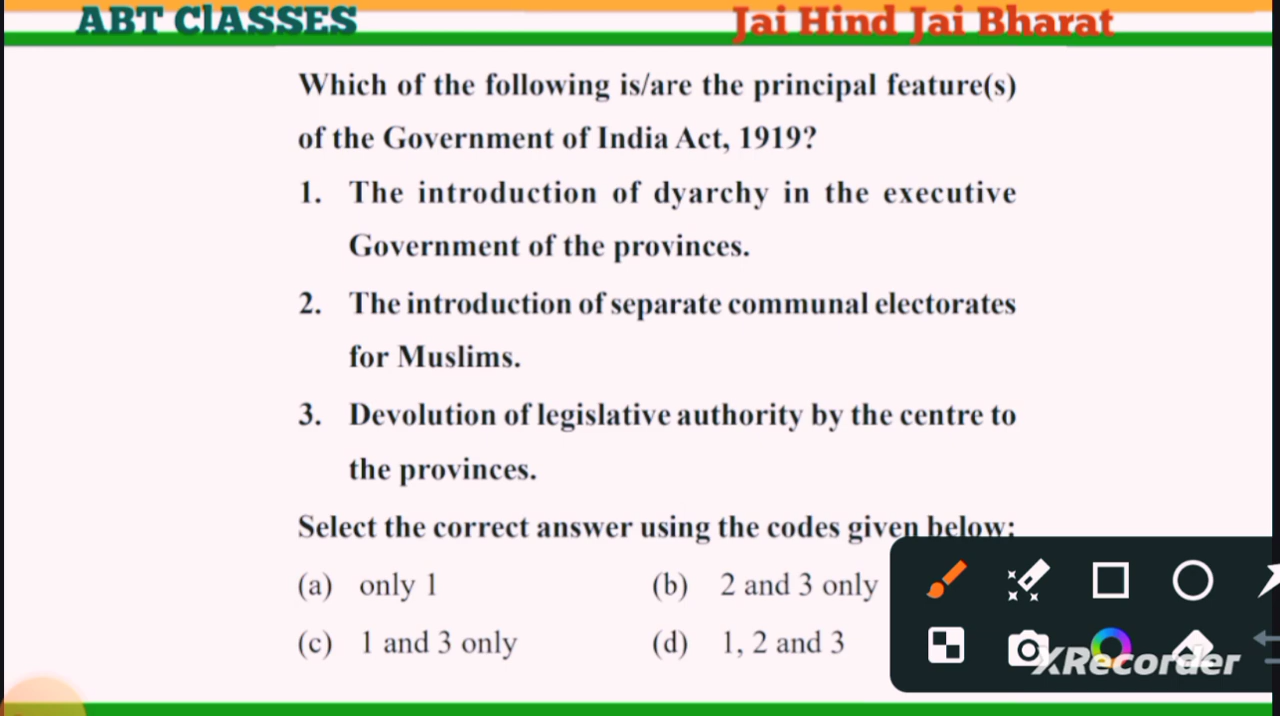 ABT ClASSES
Jai Hind Jai Bharat
Which of the following is/are the principal feature(s)
of the Government of India Act, 1919?
1. The introduction of dyarchy in the executive
Government of the provinces.
2. The introduction of separate communal electorates
for Muslims.
3. Devolution of legislative authority by the centre to
the provinces.
Select the correct answer using the codes given below:
(a) only 1 (b) 2 and 3 only
(c) 1 and 3 only (d) 1, 2 and 3
XRecorder